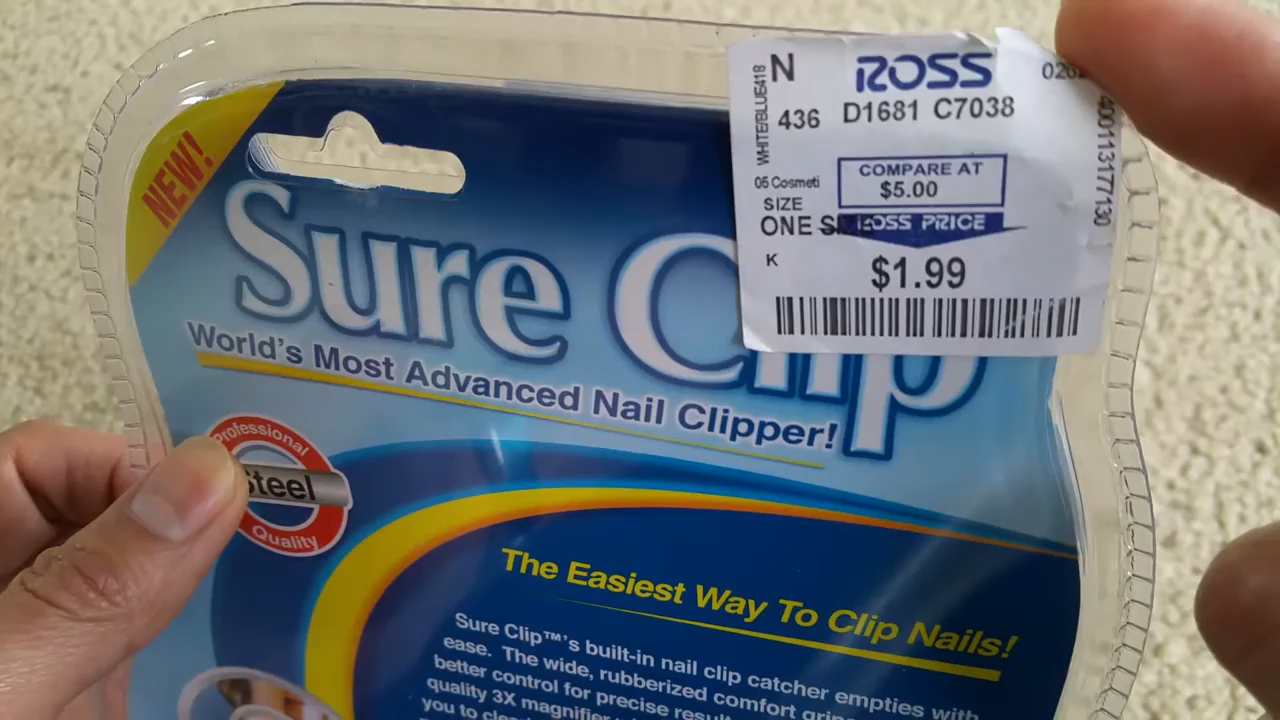 NEW!
Sure Clip
World's Most Advanced Nail Clipper!
Professional
Steel
Quality
The Easiest Way To Clip Nails!
Sure Clip™'s built-in nail clip catcher empties with
ease. The wide, rubberized comfort grips
better control for precise
quality 3X magnifier
you to
N
ROSS
436 D1681 C7038
WHITE/BLUE418
COMPARE AT
$5.00
05 Cosmeti
SIZE
ONE
ROSS PRICE
K
$1.99
400113177130